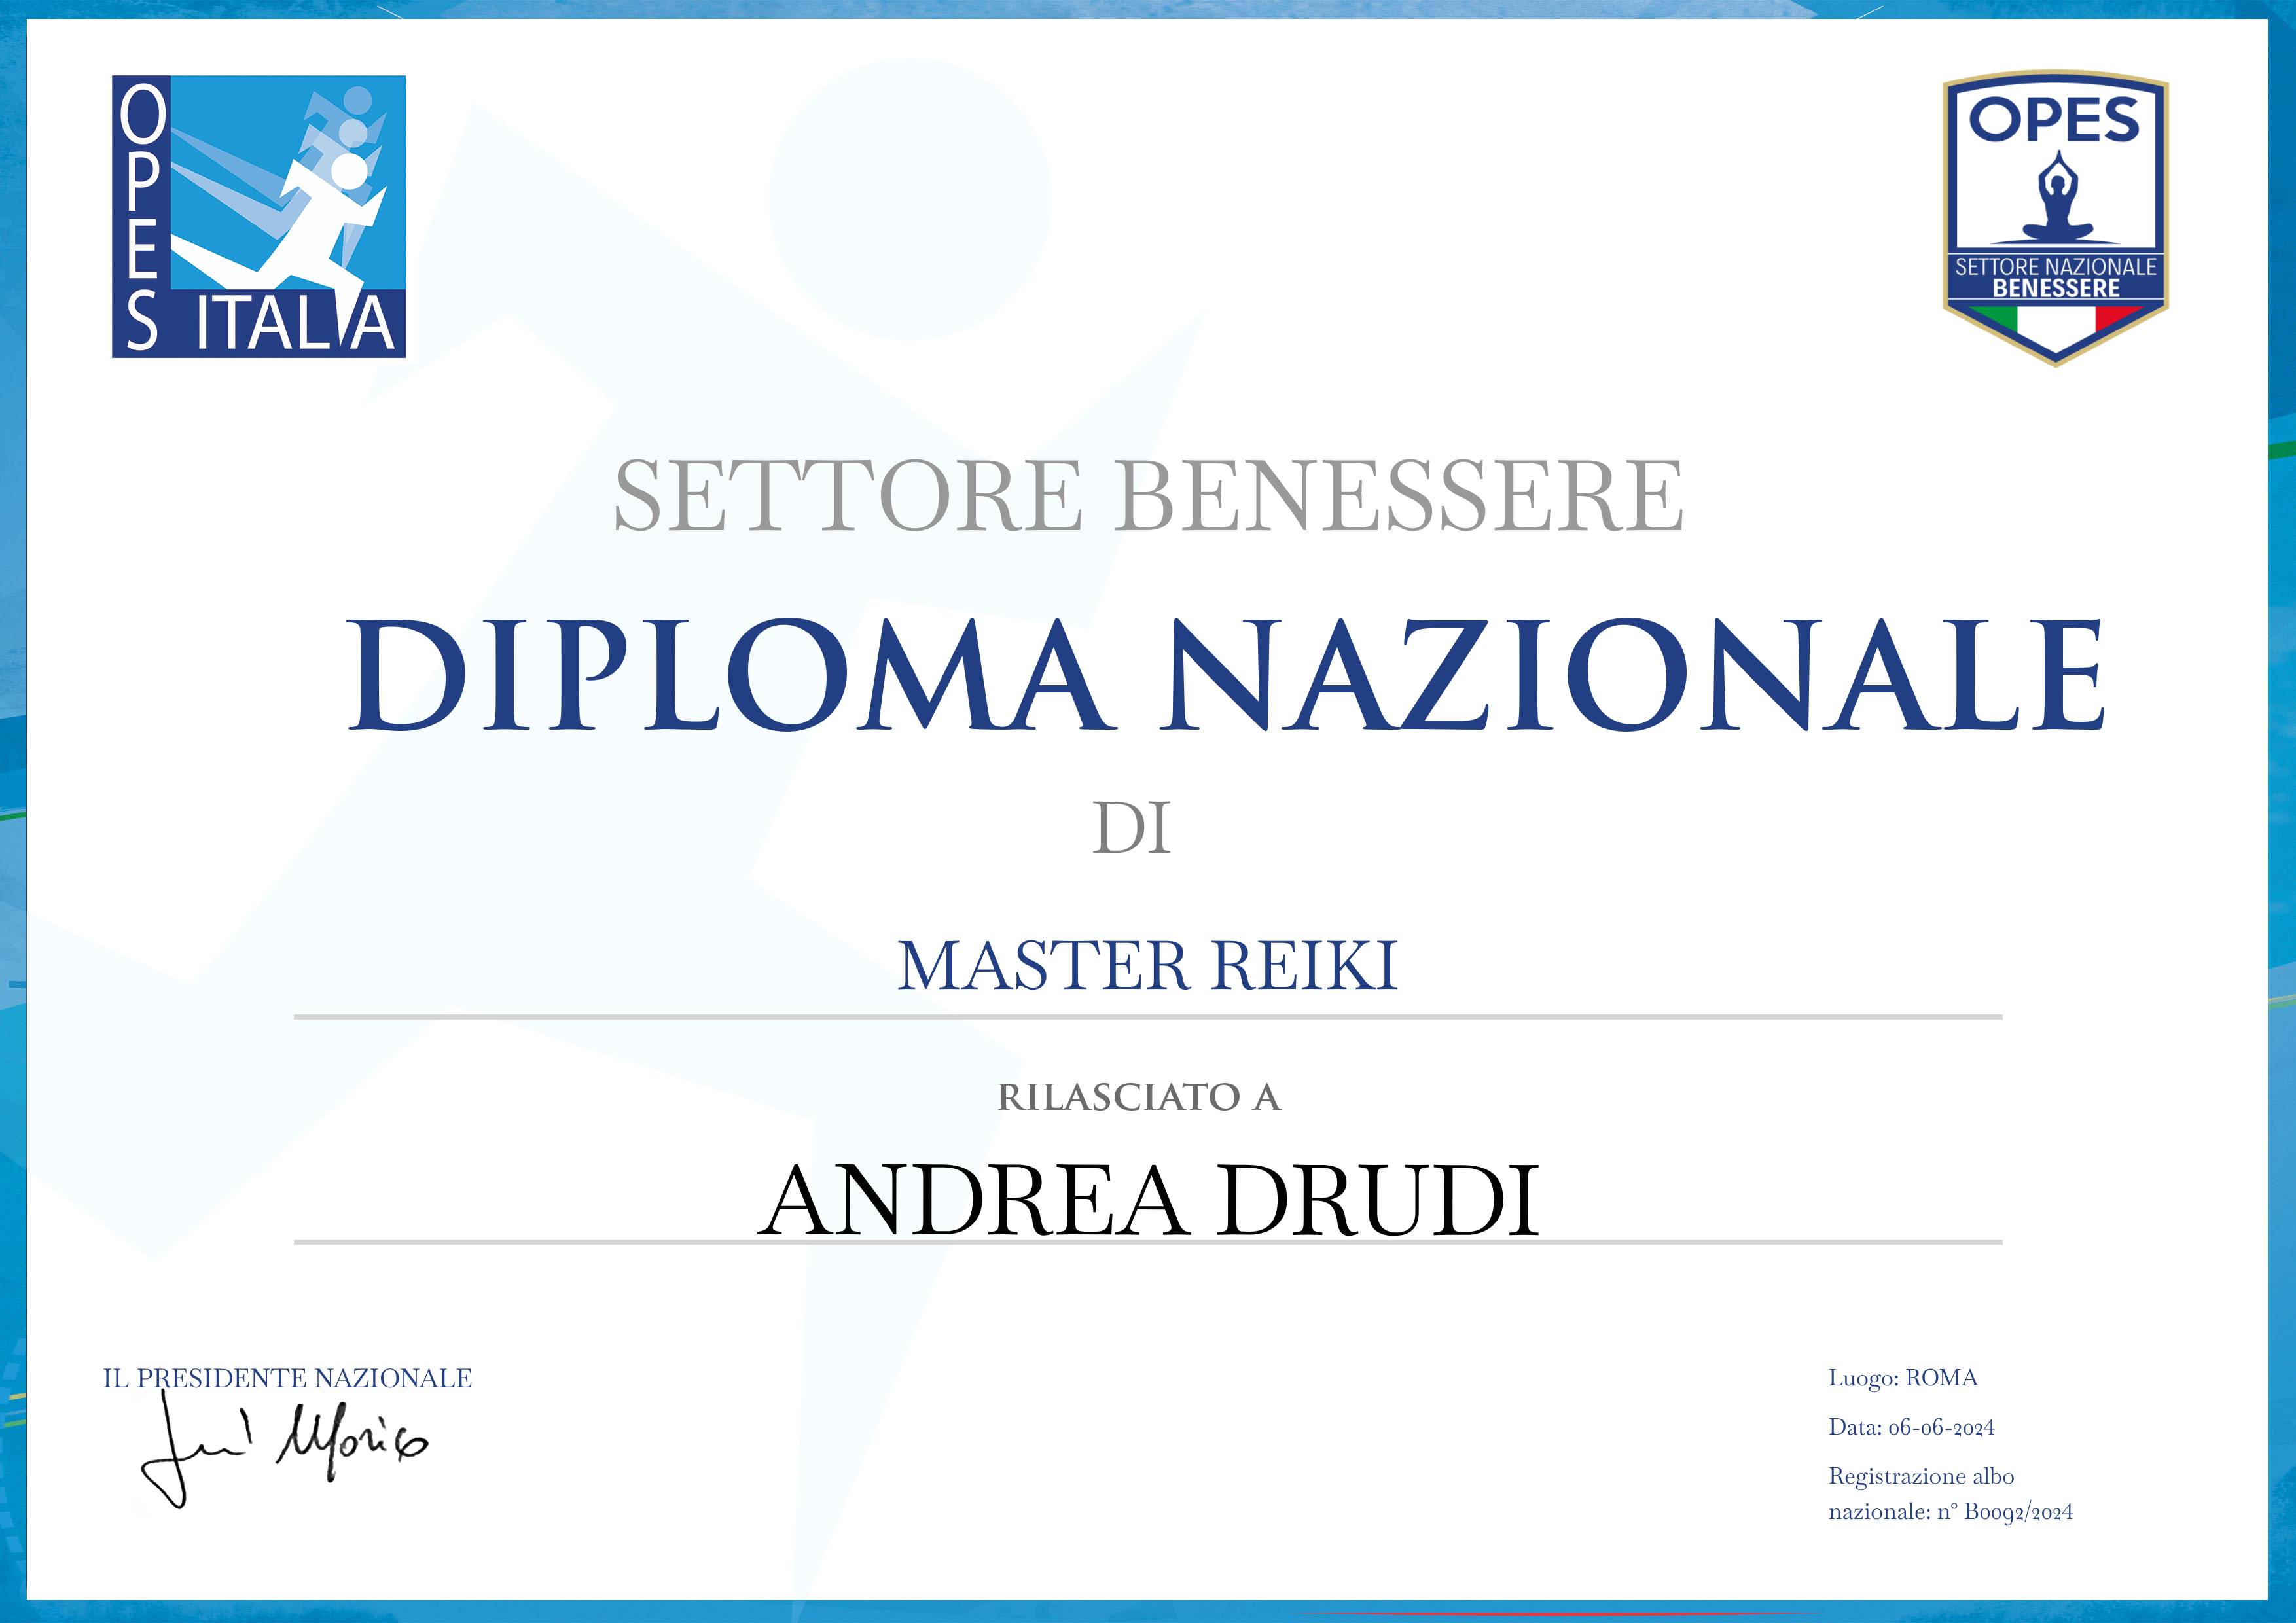 OPES ITALIA
OPES
SETTORE NAZIONALE
BENESSERE
SETTORE BENESSERE
DIPLOMA NAZIONALE
DI
MASTER REIKI
RILASCIATO A
ANDREA DRUDI
IL PRESIDENTE NAZIONALE
Luogo: ROMA
Data: 06-06-2024
Registrazione albo
nazionale: n° B0092/2024